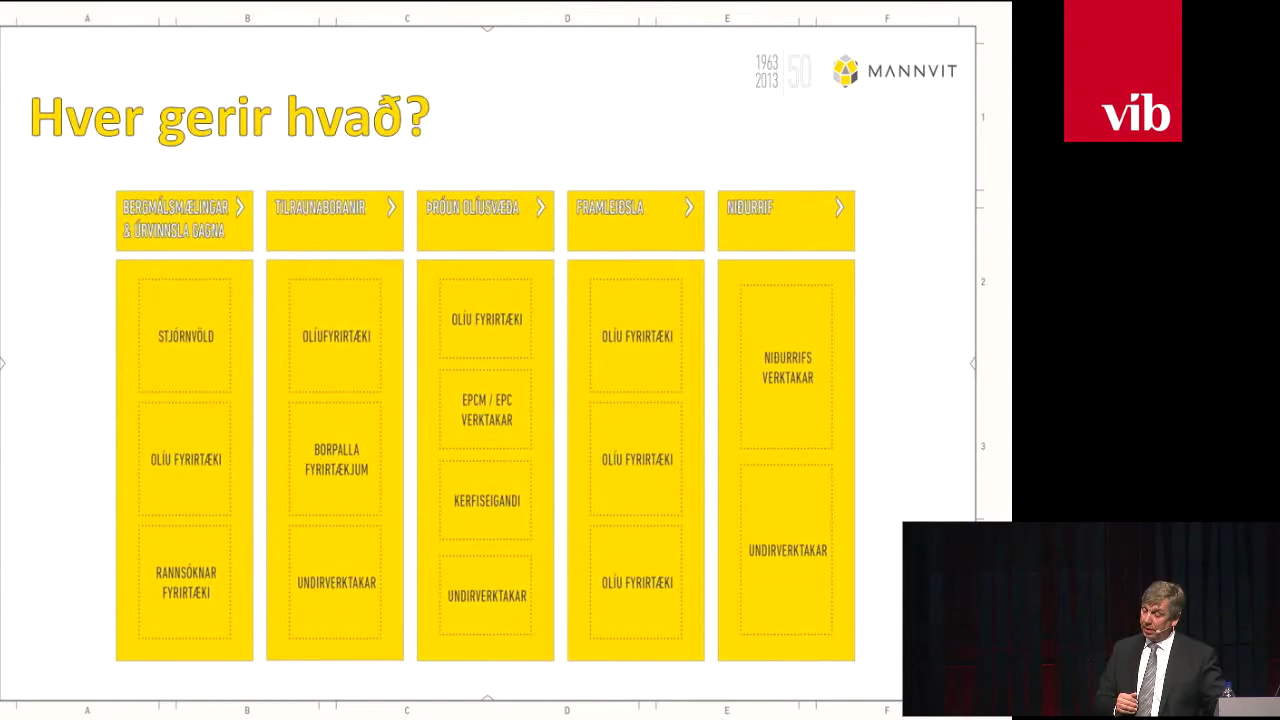 A B C D E F
1963
2013
50
MANNVIT
víb
Hver gerir hvað?
1
BERGMÁLSMÆLINGAR
& ÚRVINNSLA GAGNA
TILRAUNABORANIR
ÞRÓUN OLÍUSVÆÐA
FRAMLEIÐSLA
NIÐURRIF
STJÓRNVÖLD
OLÍU FYRIRTÆKI
RANNSÓKNAR
FYRIRTÆKI
OLÍUFYRIRTÆKI
BORPALLA
FYRIRTÆKJUM
UNDIRVERKTAKAR
OLÍU FYRIRTÆKI
EPCM / EPC
VERKTAKAR
KERFISEIGANDI
UNDIRVERKTAKAR
OLÍU FYRIRTÆKI
OLÍU FYRIRTÆKI
OLÍU FYRIRTÆKI
NIÐURRIFS
VERKTAKAR
UNDIRVERKTAKAR
2
3
A B C D E F